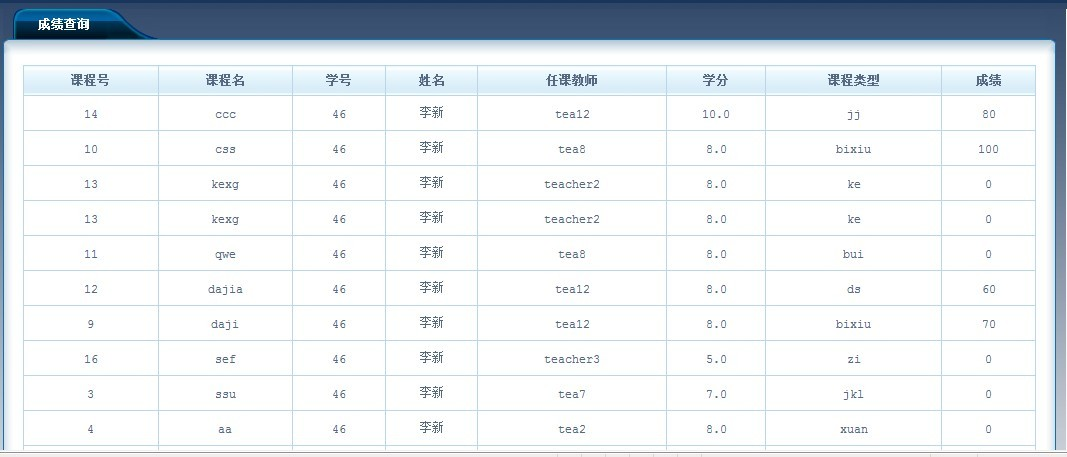 成绩查询
课程号 课程名 学号 姓名 任课教师 学分 课程类型 成绩
14 ccc 46 李新 tea12 10.0 jj 80
10 css 46 李新 tea8 8.0 bixiu 100
13 kexg 46 李新 teacher2 8.0 ke 0
13 kexg 46 李新 teacher2 8.0 ke 0
11 qwe 46 李新 tea8 8.0 bui 0
12 dajia 46 李新 tea12 8.0 ds 60
9 daji 46 李新 tea12 8.0 bixiu 70
16 sef 46 李新 teacher3 5.0 zi 0
3 ssu 46 李新 tea7 7.0 jkl 0
4 aa 46 李新 tea2 8.0 xuan 0